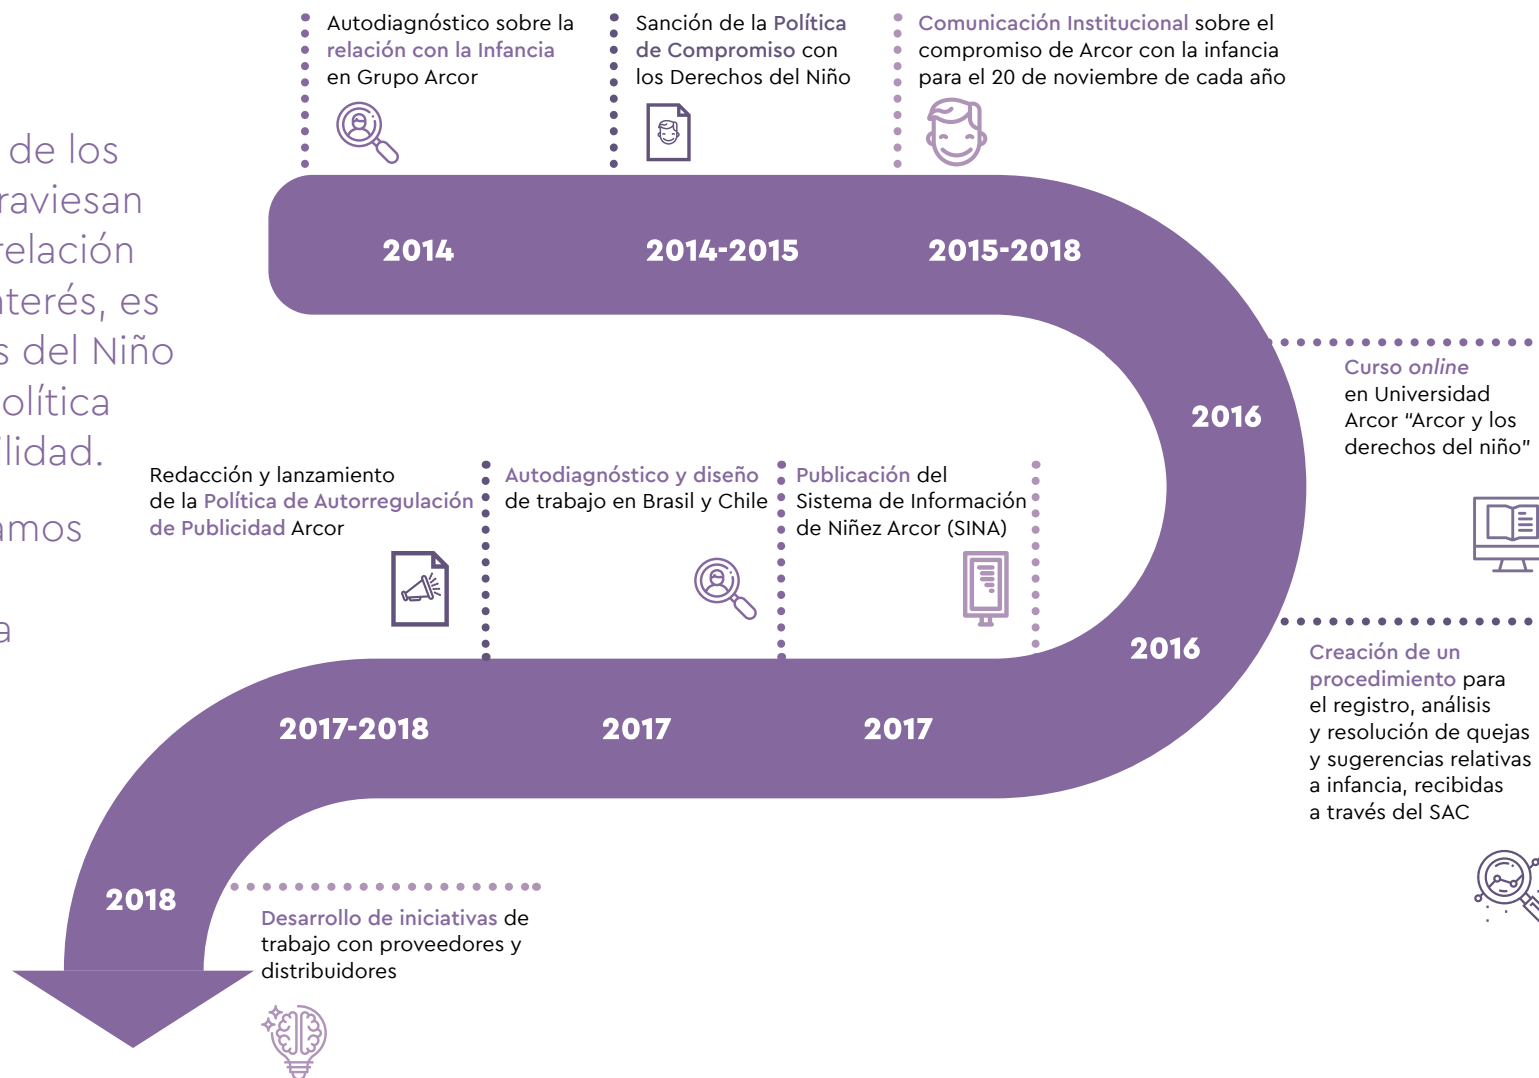 Autodiagnóstico sobre la
relación con la Infancia
en Grupo Arcor
Sanción de la Política
de Compromiso con
los Derechos del Niño
Comunicación Institucional sobre el
compromiso de Arcor con la infancia
para el 20 de noviembre de cada año
de los
raviesan
relación
nterés, es
s del Niño
olítica
ilidad.
amos
a
2014
2014-2015
2015-2018
2016
Curso online
en Universidad
Arcor “Arcor y los
derechos del niño”
2016
Creación de un
procedimiento para
el registro, análisis
y resolución de quejas
y sugerencias relativas
a infancia, recibidas
a través del SAC
Publicación del
Sistema de Información
de Niñez Arcor (SINA)
2017
Autodiagnóstico y diseño
de trabajo en Brasil y Chile
2017
Redacción y lanzamiento
de la Política de Autorregulación
de Publicidad Arcor
2017-2018
2018
Desarrollo de iniciativas de
trabajo con proveedores y
distribuidores